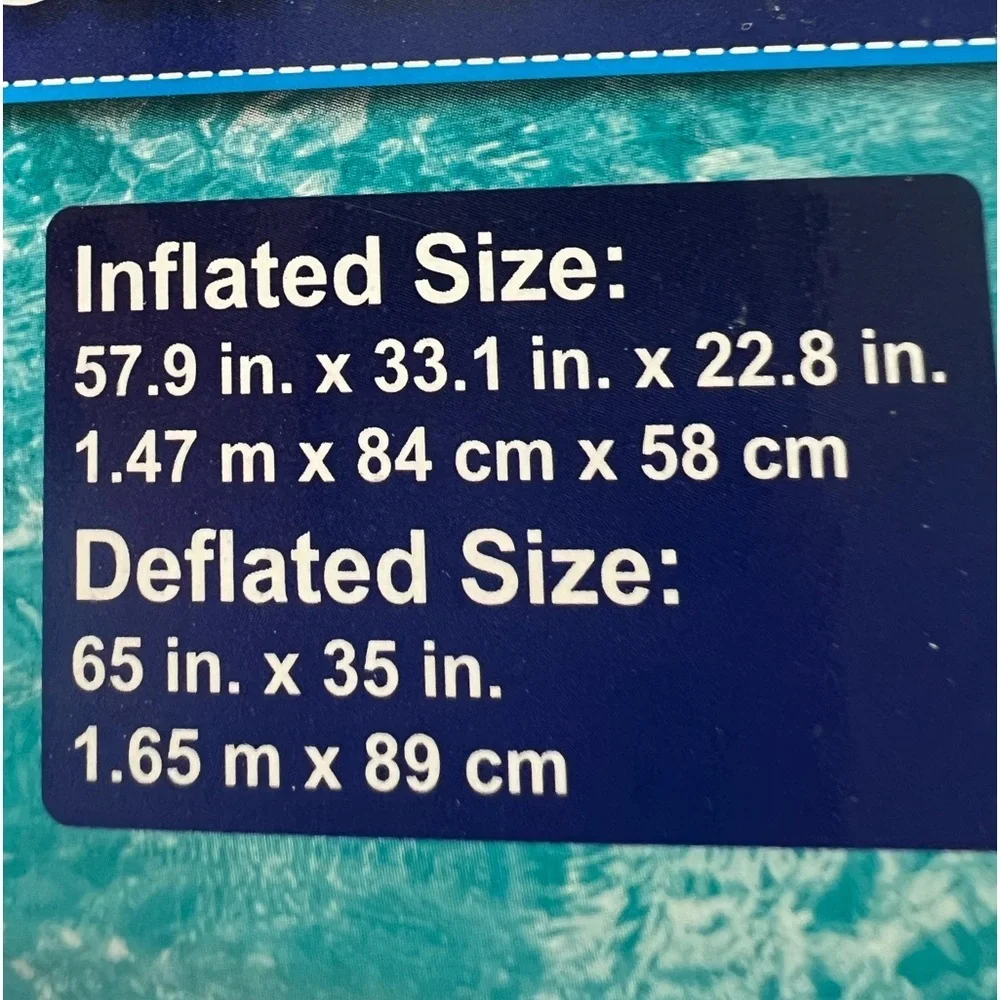 Inflated Size:
57.9 in. x 33.1 in. x 22.8 in.
1.47 m x 84 cm x 58 cm
Deflated Size:
65 in. x 35 in.
1.65 m x 89 cm